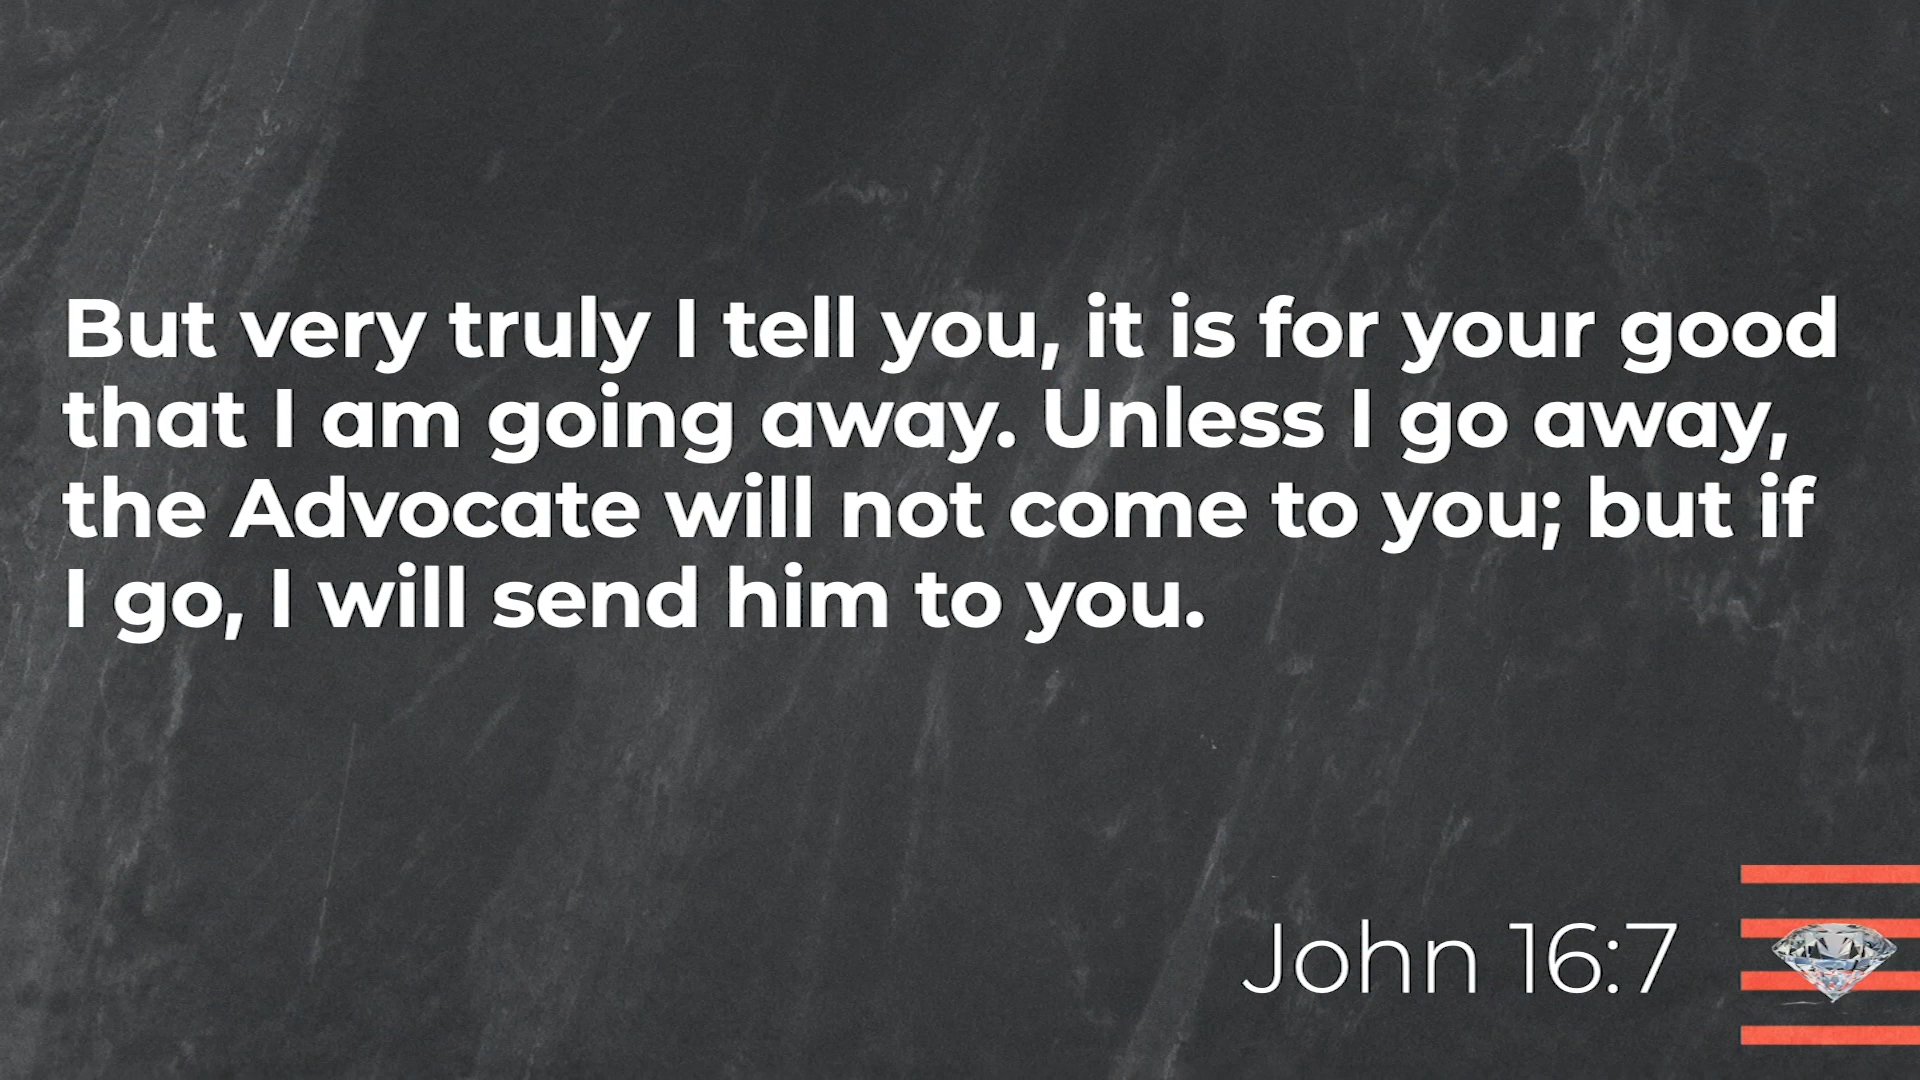 But very truly I tell you, it is for your good
that I am going away. Unless I go away,
the Advocate will not come to you; but if
I go, I will send him to you.
John 16:7